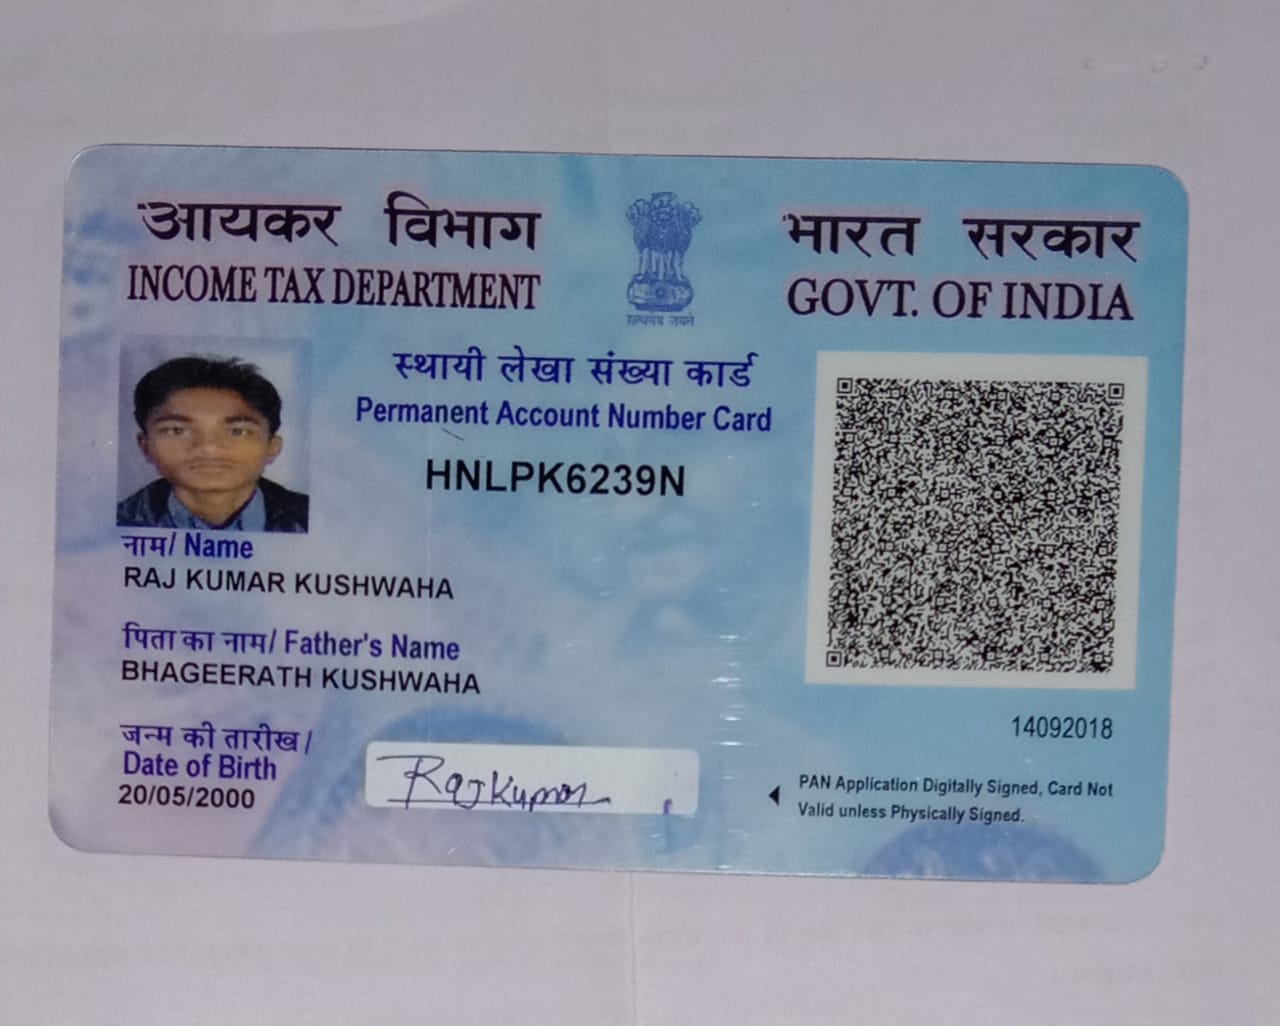 आयकर विभाग
INCOME TAX DEPARTMENT
सत्यमेव जयते
भारत सरकार
GOVT. OF INDIA
स्थायी लेखा संख्या कार्ड
Permanent Account Number Card
HNLPK6239N
नाम/ Name
RAJ KUMAR KUSHWAHA
पिता का नाम/ Father's Name
BHAGEERATH KUSHWAHA
जन्म की तारीख/
Date of Birth
20/05/2000
Rajkumar
14092018
PAN Application Digitally Signed, Card Not
Valid unless Physically Signed.